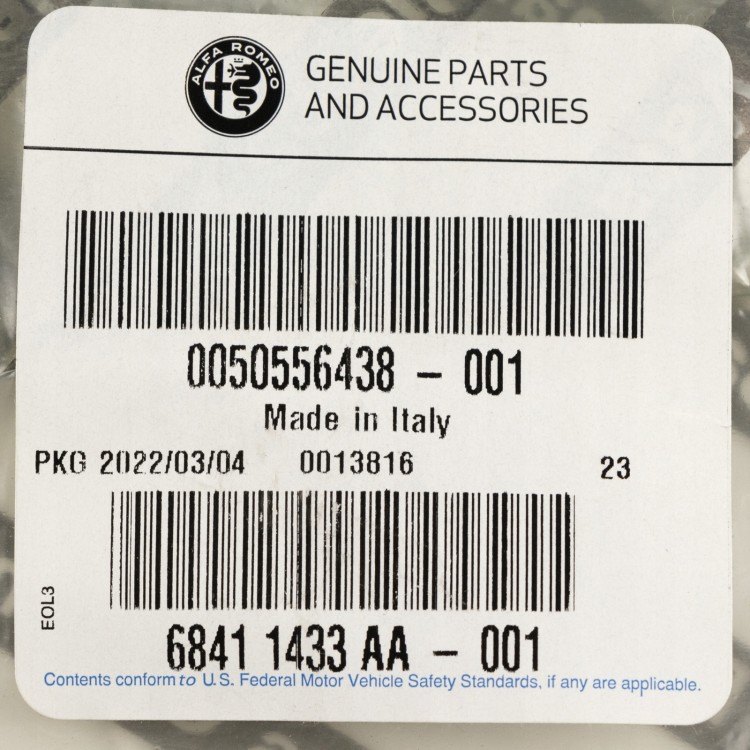 ALFA ROMEO
GENUINE PARTS
AND ACCESSORIES
0050556438 - 001
Made in Italy
PKG 2022/03/04 0013816 23
EOL3
6841 1433 AA - 001
Contents conform to U.S. Federal Motor Vehicle Safety Standards, if any are applicable.